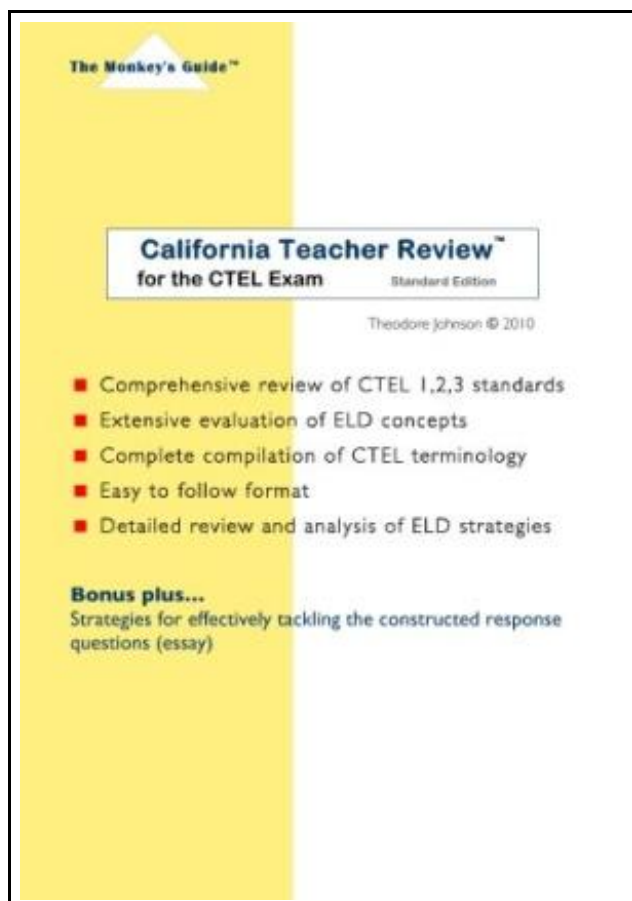 The Monkey's Guide™
California Teacher Review™
for the CTEL Exam Standard Edition
Theodore Johnson © 2010
■ Comprehensive review of CTEL 1,2,3 standards
■ Extensive evaluation of ELD concepts
■ Complete compilation of CTEL terminology
■ Easy to follow format
■ Detailed review and analysis of ELD strategies
Bonus plus...
Strategies for effectively tackling the constructed response
questions (essay)